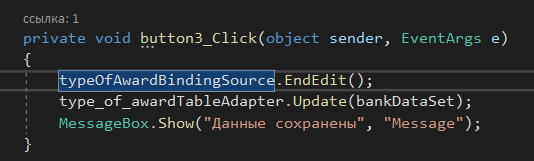 ссылка: 1
private void button3_Click(object sender, EventArgs e)
{
typeOfAwardBindingSource.EndEdit();
type_of_awardTableAdapter.Update(bankDataSet);
MessageBox.Show("Данные сохранены", "Message");
}